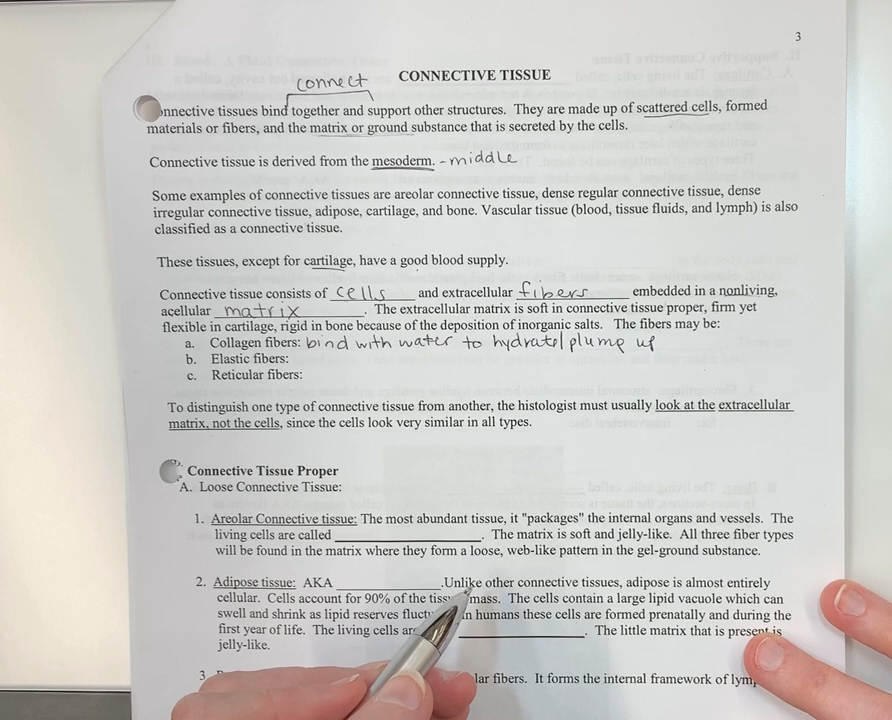 3
CONNECTIVE TISSUE
connect
onnective tissues bind together and support other structures. They are made up of scattered cells, formed
materials or fibers, and the matrix or ground substance that is secreted by the cells.
Connective tissue is derived from the mesoderm. - middle
Some examples of connective tissues are areolar connective tissue, dense regular connective tissue, dense
irregular connective tissue, adipose, cartilage, and bone. Vascular tissue (blood, tissue fluids, and lymph) is also
classified as a connective tissue.
These tissues, except for cartilage, have a good blood supply.
Connective tissue consists of cells and extracellular fibers embedded in a nonliving,
acellular matrix. The extracellular matrix is soft in connective tissue proper, firm yet
flexible in cartilage, rigid in bone because of the deposition of inorganic salts. The fibers may be:
a. Collagen fibers: bind with water to hydrate/plump up
b. Elastic fibers:
c. Reticular fibers:
To distinguish one type of connective tissue from another, the histologist must usually look at the extracellular
matrix, not the cells, since the cells look very similar in all types.
Connective Tissue Proper
A. Loose Connective Tissue:
1. Areolar Connective tissue: The most abundant tissue, it "packages" the internal organs and vessels. The
living cells are called ____________________. The matrix is soft and jelly-like. All three fiber types
will be found in the matrix where they form a loose, web-like pattern in the gel-ground substance.
2. Adipose tissue: AKA ______________.Unlike other connective tissues, adipose is almost entirely
cellular. Cells account for 90% of the mass. The cells contain a large lipid vacuole which can
swell and shrink as lipid reserves in humans these cells are formed prenatally and during the
first year of life. The living cells ________________. The little matrix that is present is
jelly-like.
3 lar fibers. It forms the internal framework of